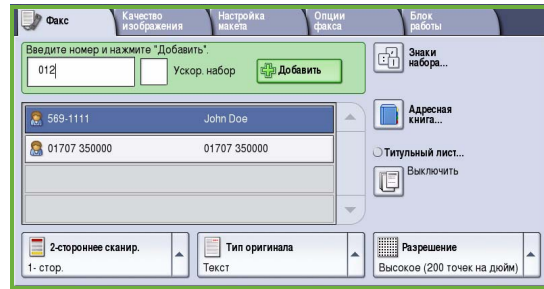 Факс
Качество
изображения
Настройка
макета
Опции
факса
Блок
работы
Введите номер и нажмите "Добавить".
012
Ускор. набор
Добавить
Знаки
набора...
569-1111 John Doe
01707 350000 01707 350000
Адресная
книга...
Титульный лист...
Выключить
2-стороннее сканир.
1- стор.
Тип оригинала
Текст
Разрешение
Высокое (200 точек на дюйм)